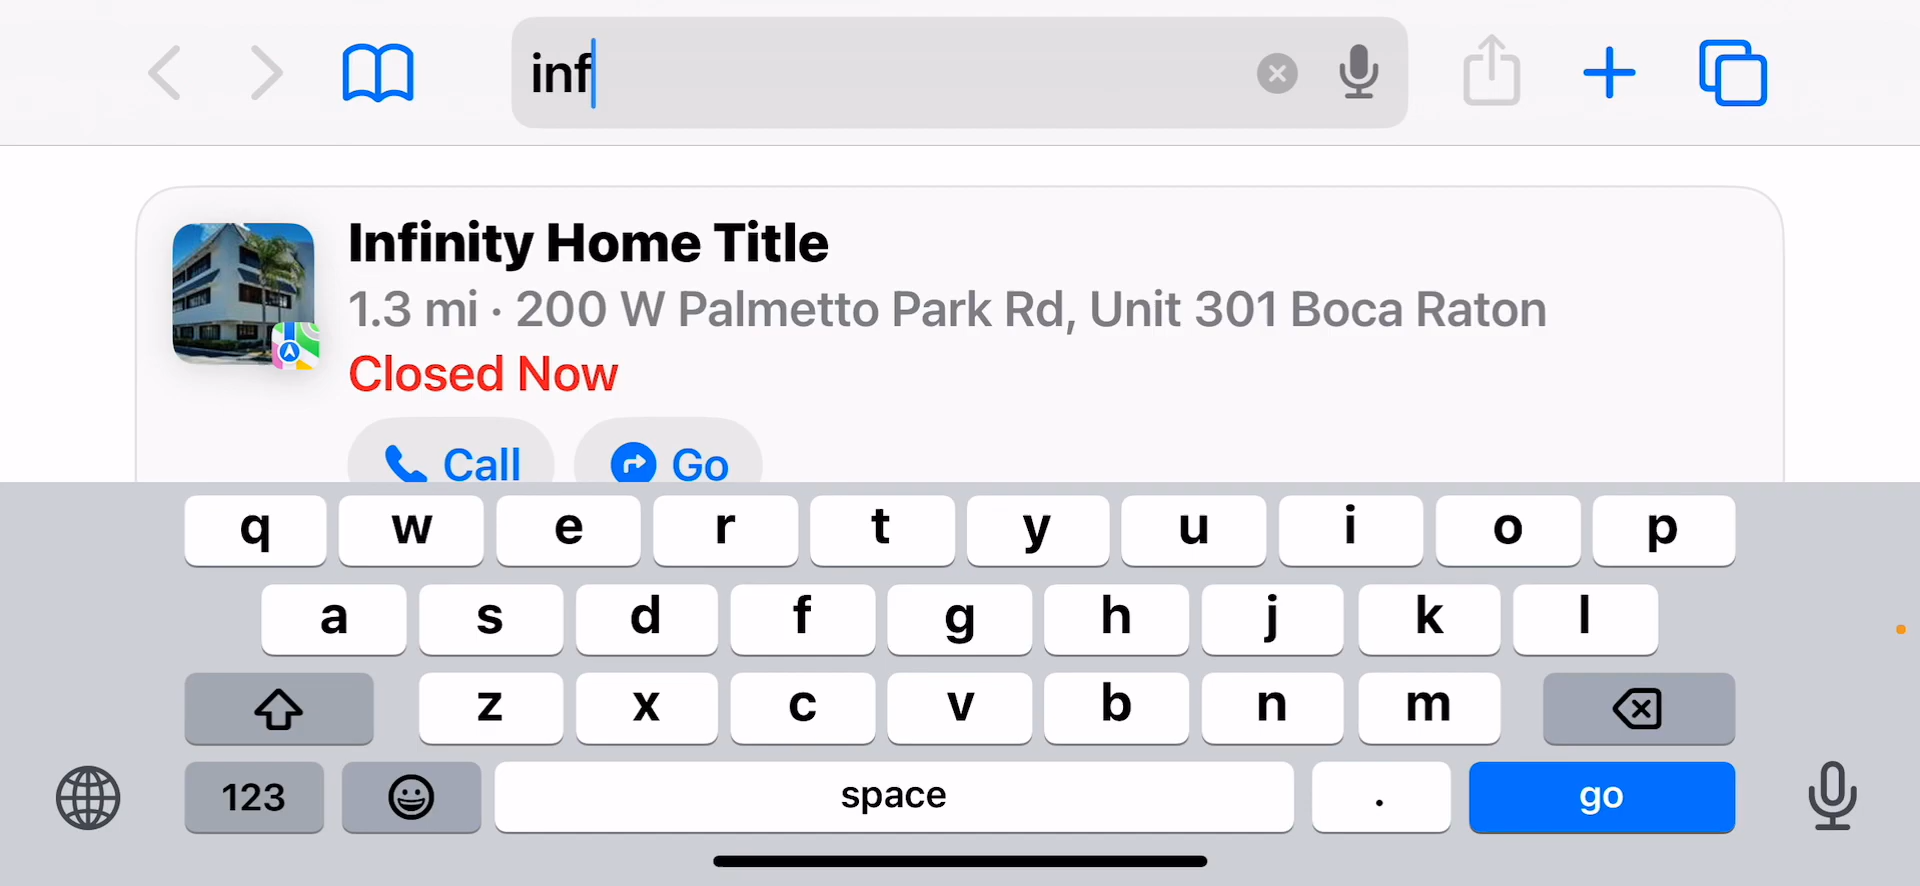 inf
Infinity Home Title
1.3 mi · 200 W Palmetto Park Rd, Unit 301 Boca Raton
Closed Now
Call Go
q w e r t y u i o p
a s d f g h j k l
z x c v b n m
123 space . go